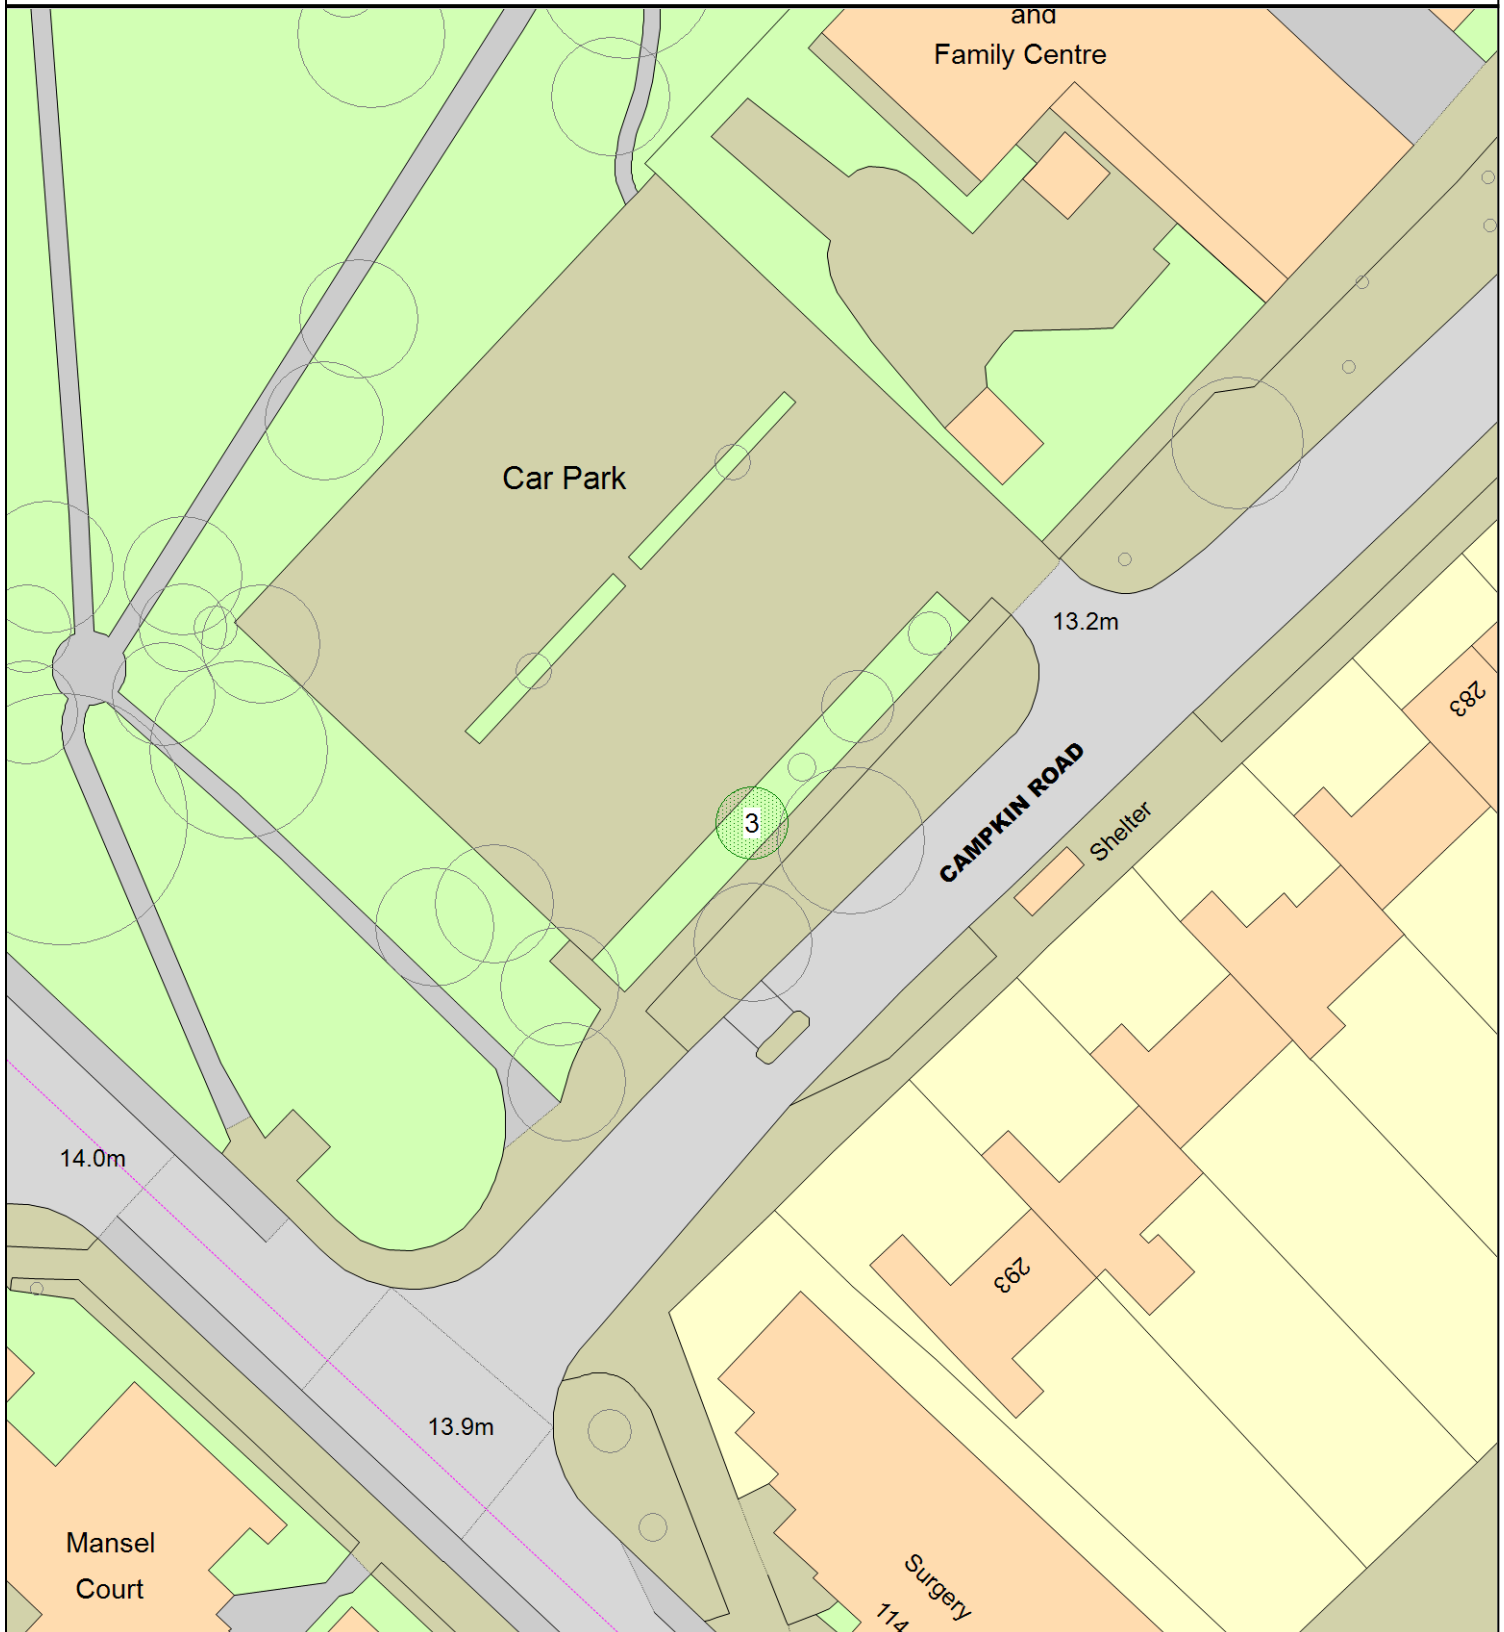 and
Family Centre
Car Park
13.2m
283
CAMPKIN ROAD
3
Shelter
14.0m
293
13.9m
Mansel
Court
Surgery
114